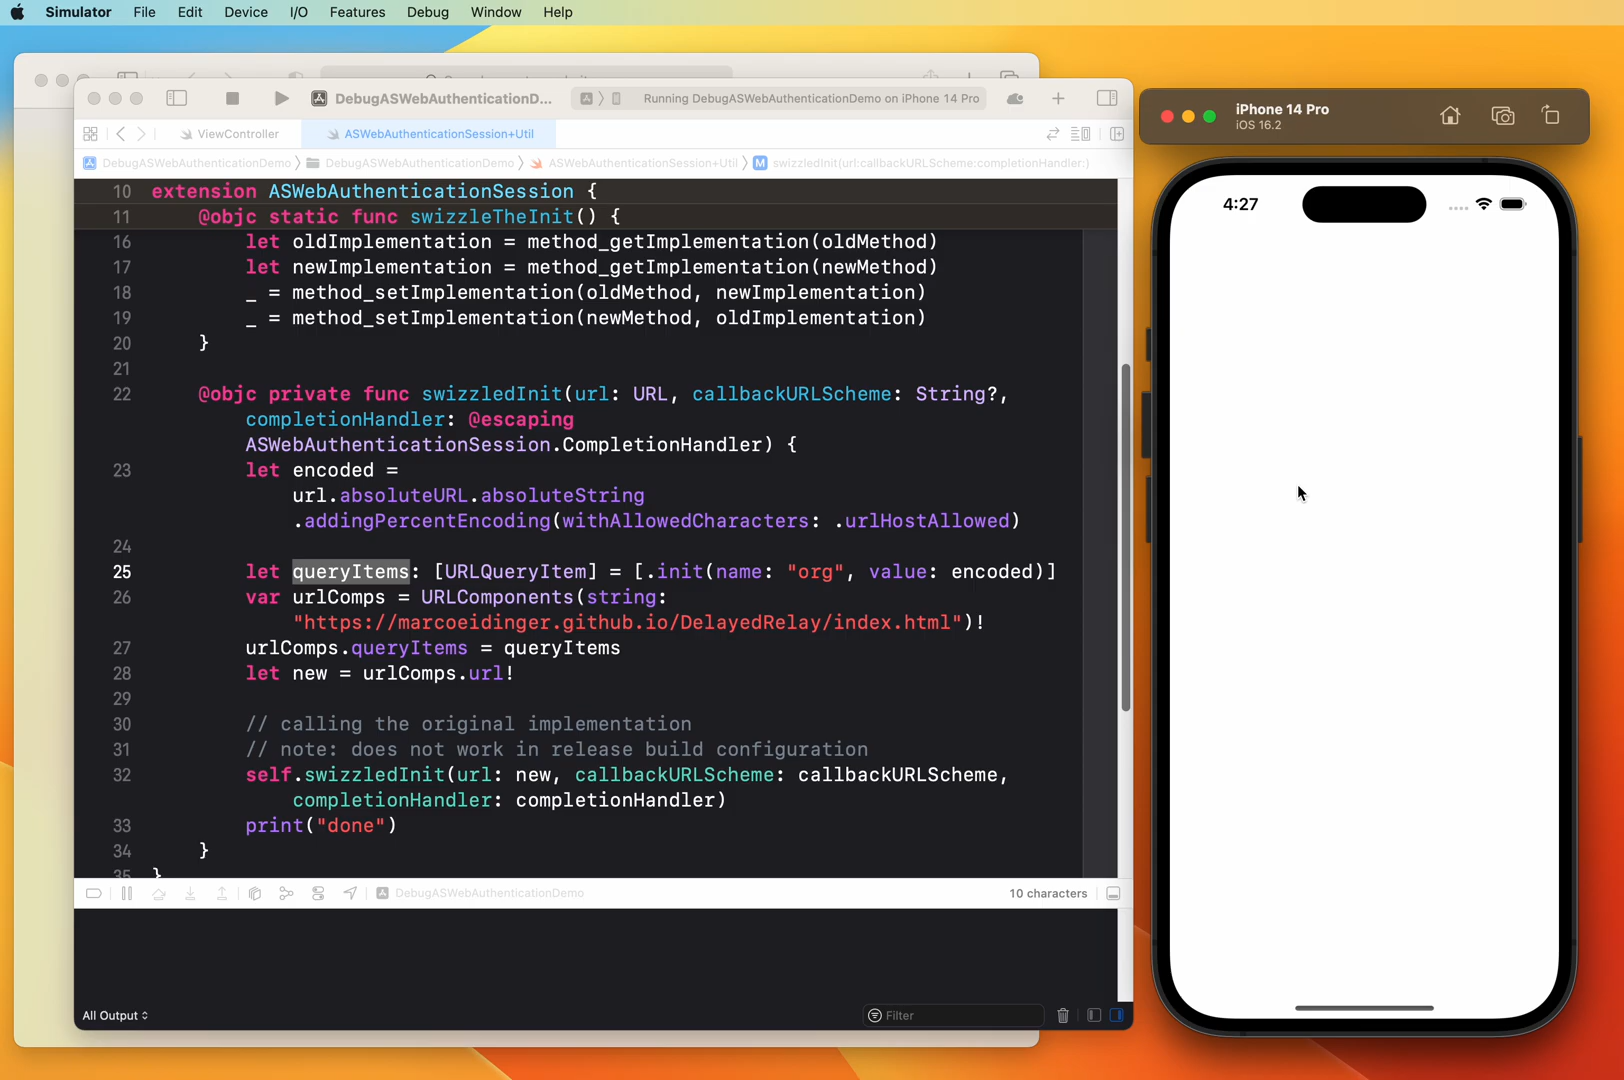 Simulator File Edit Device I/O Features Debug Window Help
DebugASWebAuthenticationD... Running DebugASWebAuthenticationDemo on iPhone 14 Pro
ViewController ASWebAuthenticationSession+Util
DebugASWebAuthenticationDemo DebugASWebAuthenticationDemo ASWebAuthenticationSession+Util M swizzledInit(url:callbackURLScheme:completionHandler:)
10 extension ASWebAuthenticationSession {
11 @objc static func swizzleTheInit() {
16 let oldImplementation = method_getImplementation(oldMethod)
17 let newImplementation = method_getImplementation(newMethod)
18 _ = method_setImplementation(oldMethod, newImplementation)
19 _ = method_setImplementation(newMethod, oldImplementation)
20 }
21
22 @objc private func swizzledInit(url: URL, callbackURLScheme: String?,
completionHandler: @escaping
ASWebAuthenticationSession.CompletionHandler) {
23 let encoded =
url.absoluteURL.absoluteString
.addingPercentEncoding(withAllowedCharacters: .urlHostAllowed)
24
25 let queryItems: [URLQueryItem] = [.init(name: "org", value: encoded)]
26 var urlComps = URLComponents(string:
"https://marcoeidinger.github.io/DelayedRelay/index.html")!
27 urlComps.queryItems = queryItems
28 let new = urlComps.url!
29
30 // calling the original implementation
31 // note: does not work in release build configuration
32 self.swizzledInit(url: new, callbackURLScheme: callbackURLScheme,
completionHandler: completionHandler)
33 print("done")
34 }
35 }
DebugASWebAuthenticationDemo 10 characters
All Output Filter
iPhone 14 Pro
iOS 16.2
4:27